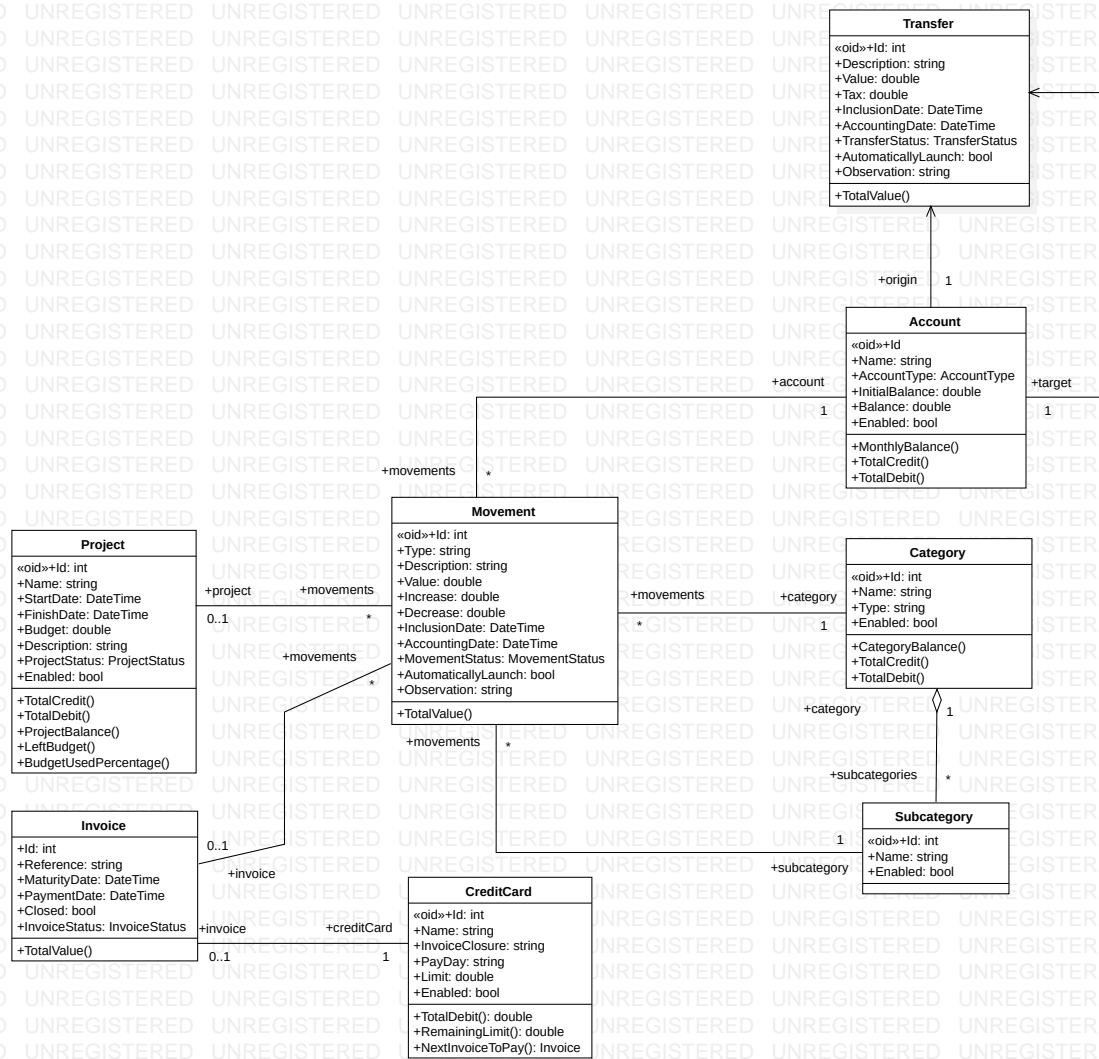 Transfer
«oid»+Id: int
+Description: string
+Value: double
+Tax: double
+InclusionDate: DateTime
+AccountingDate: DateTime
+TransferStatus: TransferStatus
+AutomaticallyLaunch: bool
+Observation: string
+TotalValue()
+origin 1
Account
«oid»+Id
+Name: string
+AccountType: AccountType
+InitialBalance: double
+Balance: double
+Enabled: bool
+MonthlyBalance()
+TotalCredit()
+TotalDebit()
+account
1
+target
1
+movements
*
Movement
«oid»+Id: int
+Type: string
+Description: string
+Value: double
+Increase: double
+Decrease: double
+InclusionDate: DateTime
+AccountingDate: DateTime
+MovementStatus: MovementStatus
+AutomaticallyLaunch: bool
+Observation: string
+TotalValue()
Project
«oid»+Id: int
+Name: string
+StartDate: DateTime
+FinishDate: DateTime
+Budget: double
+Description: string
+ProjectStatus: ProjectStatus
+Enabled: bool
+TotalCredit()
+TotalDebit()
+ProjectBalance()
+LeftBudget()
+BudgetUsedPercentage()
+project
0..1
+movements
*
+movements
*
+movements
*
+category
1
Category
«oid»+Id: int
+Name: string
+Type: string
+Enabled: bool
+CategoryBalance()
+TotalCredit()
+TotalDebit()
+category
1
+subcategories
*
Subcategory
«oid»+Id: int
+Name: string
+Enabled: bool
+movements
*
1
+subcategory
Invoice
+Id: int
+Reference: string
+MaturityDate: DateTime
+PaymentDate: DateTime
+Closed: bool
+InvoiceStatus: InvoiceStatus
+TotalValue()
0..1
+invoice
+invoice
0..1
+creditCard
1
CreditCard
«oid»+Id: int
+Name: string
+InvoiceClosure: string
+PayDay: string
+Limit: double
+Enabled: bool
+TotalDebit(): double
+RemainingLimit(): double
+NextInvoiceToPay(): Invoice
UNREGISTERED